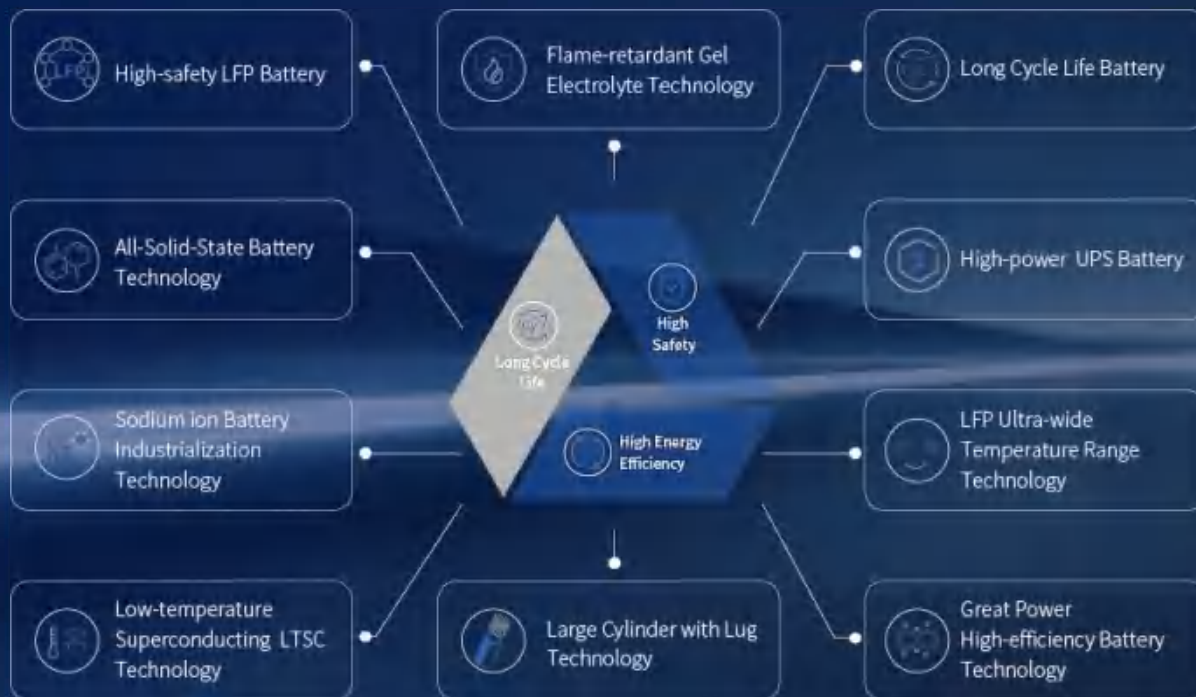 High-safety LFP Battery
Flame-retardant Gel
Electrolyte Technology
Long Cycle Life Battery
All-Solid-State Battery
Technology
High-power UPS Battery
High
Safety
Long Cycle
Life
High Energy
Efficiency
Sodium ion Battery
Industrialization
Technology
LFP Ultra-wide
Temperature Range
Technology
Low-temperature
Superconducting LTSC
Technology
Large Cylinder with Lug
Technology
Great Power
High-efficiency Battery
Technology
LFP